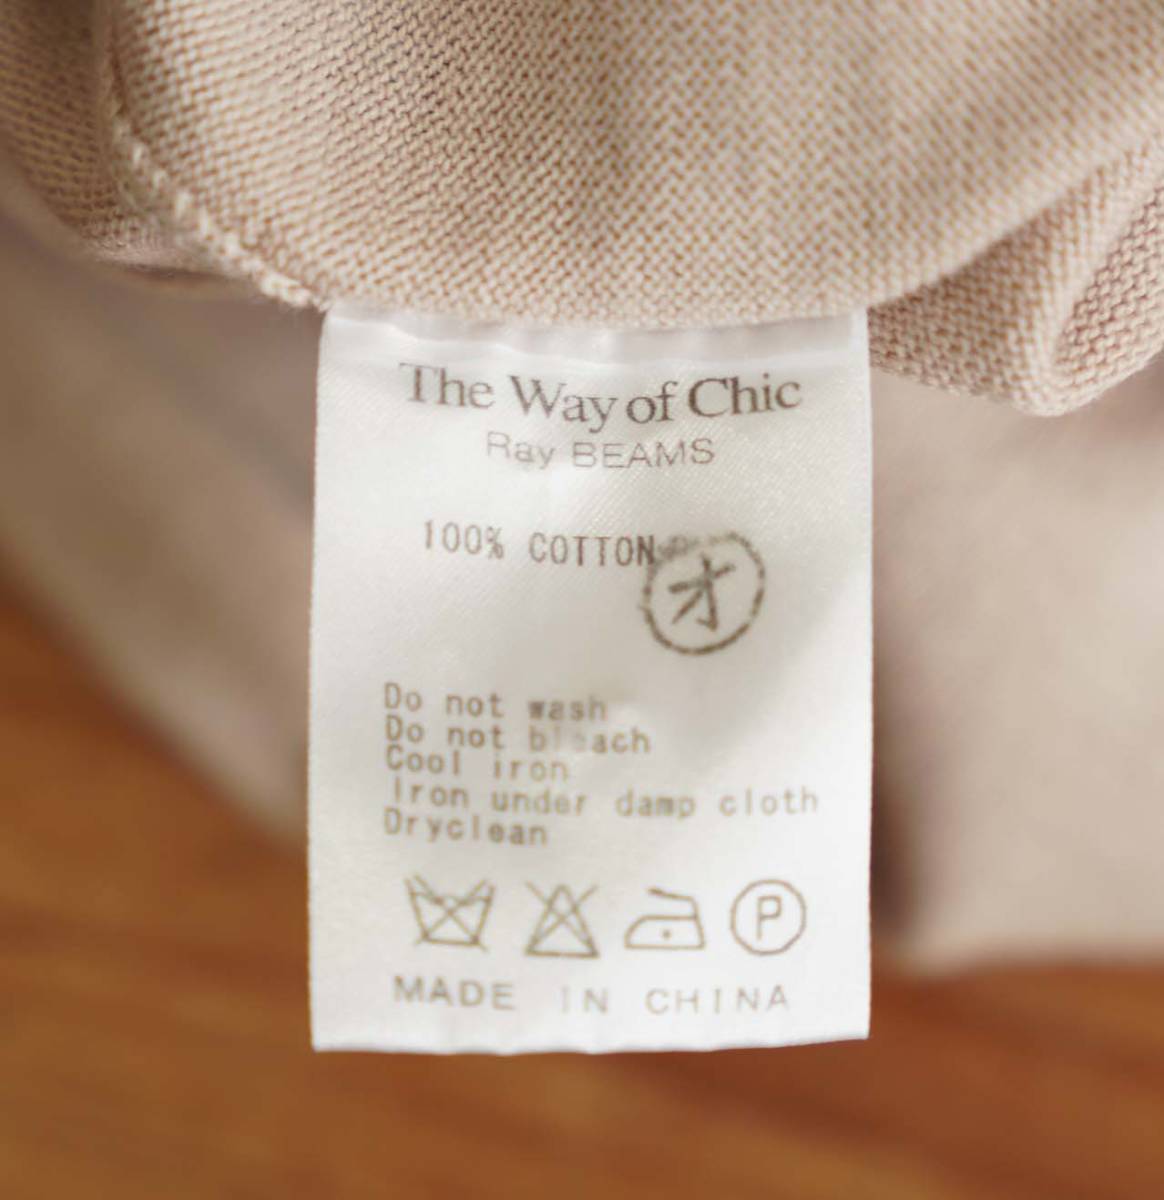 The Way of Chic
Ray BEAMS
100% COTTON
才
Do not wash
Do not bleach
Cool iron
Iron under damp cloth
Dryclean
P
MADE IN CHINA